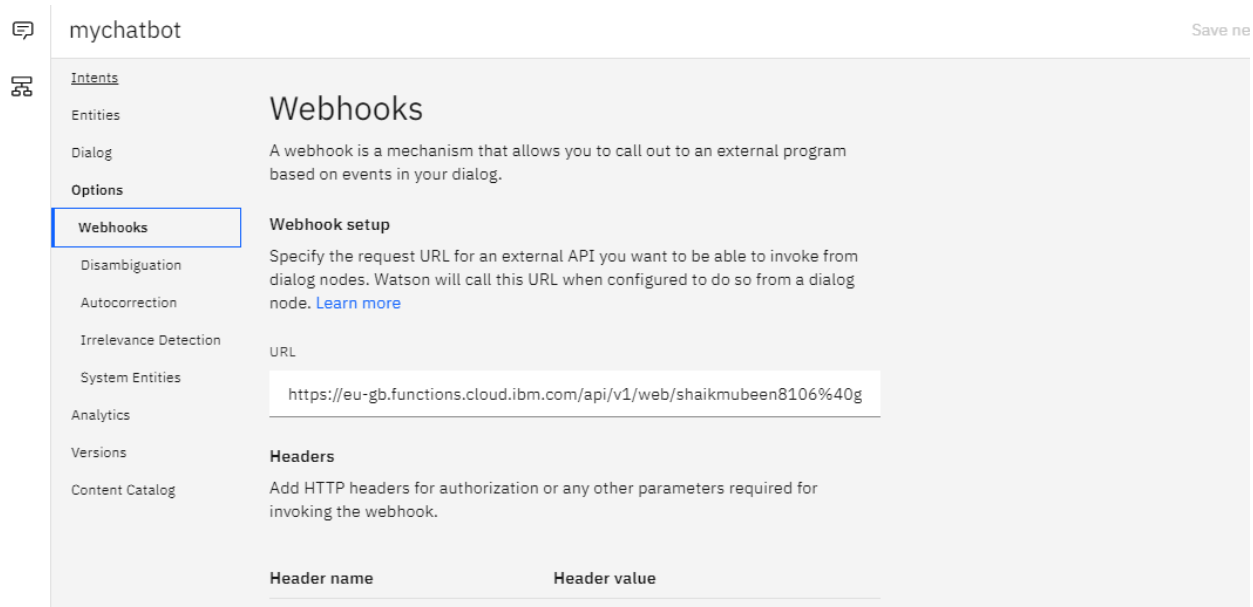 mychatbot
Save ne
Intents
Entities
Dialog
Options
Webhooks
Disambiguation
Autocorrection
Irrelevance Detection
System Entities
Analytics
Versions
Content Catalog
Webhooks
A webhook is a mechanism that allows you to call out to an external program
based on events in your dialog.
Webhook setup
Specify the request URL for an external API you want to be able to invoke from
dialog nodes. Watson will call this URL when configured to do so from a dialog
node. Learn more
URL
https://eu-gb.functions.cloud.ibm.com/api/v1/web/shaikmubeen8106%40g
Headers
Add HTTP headers for authorization or any other parameters required for
invoking the webhook.
Header name Header value